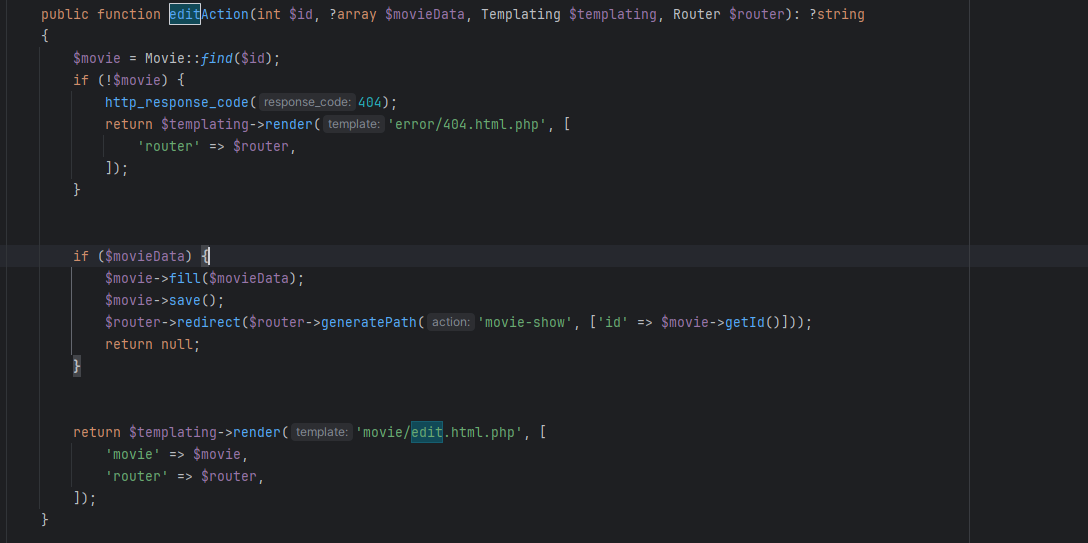 public function editAction(int $id, ?array $movieData, Templating $templating, Router $router): ?string
{
    $movie = Movie::find($id);
    if (!$movie) {
        http_response_code( response_code: 404);
        return $templating->render( template: 'error/404.html.php', [
            'router' => $router,
        ]);
    }
    if ($movieData) {
        $movie->fill($movieData);
        $movie->save();
        $router->redirect($router->generatePath( action: 'movie-show', ['id' => $movie->getId()]));
        return null;
    }
    return $templating->render( template: 'movie/edit.html.php', [
        'movie' => $movie,
        'router' => $router,
    ]);
}